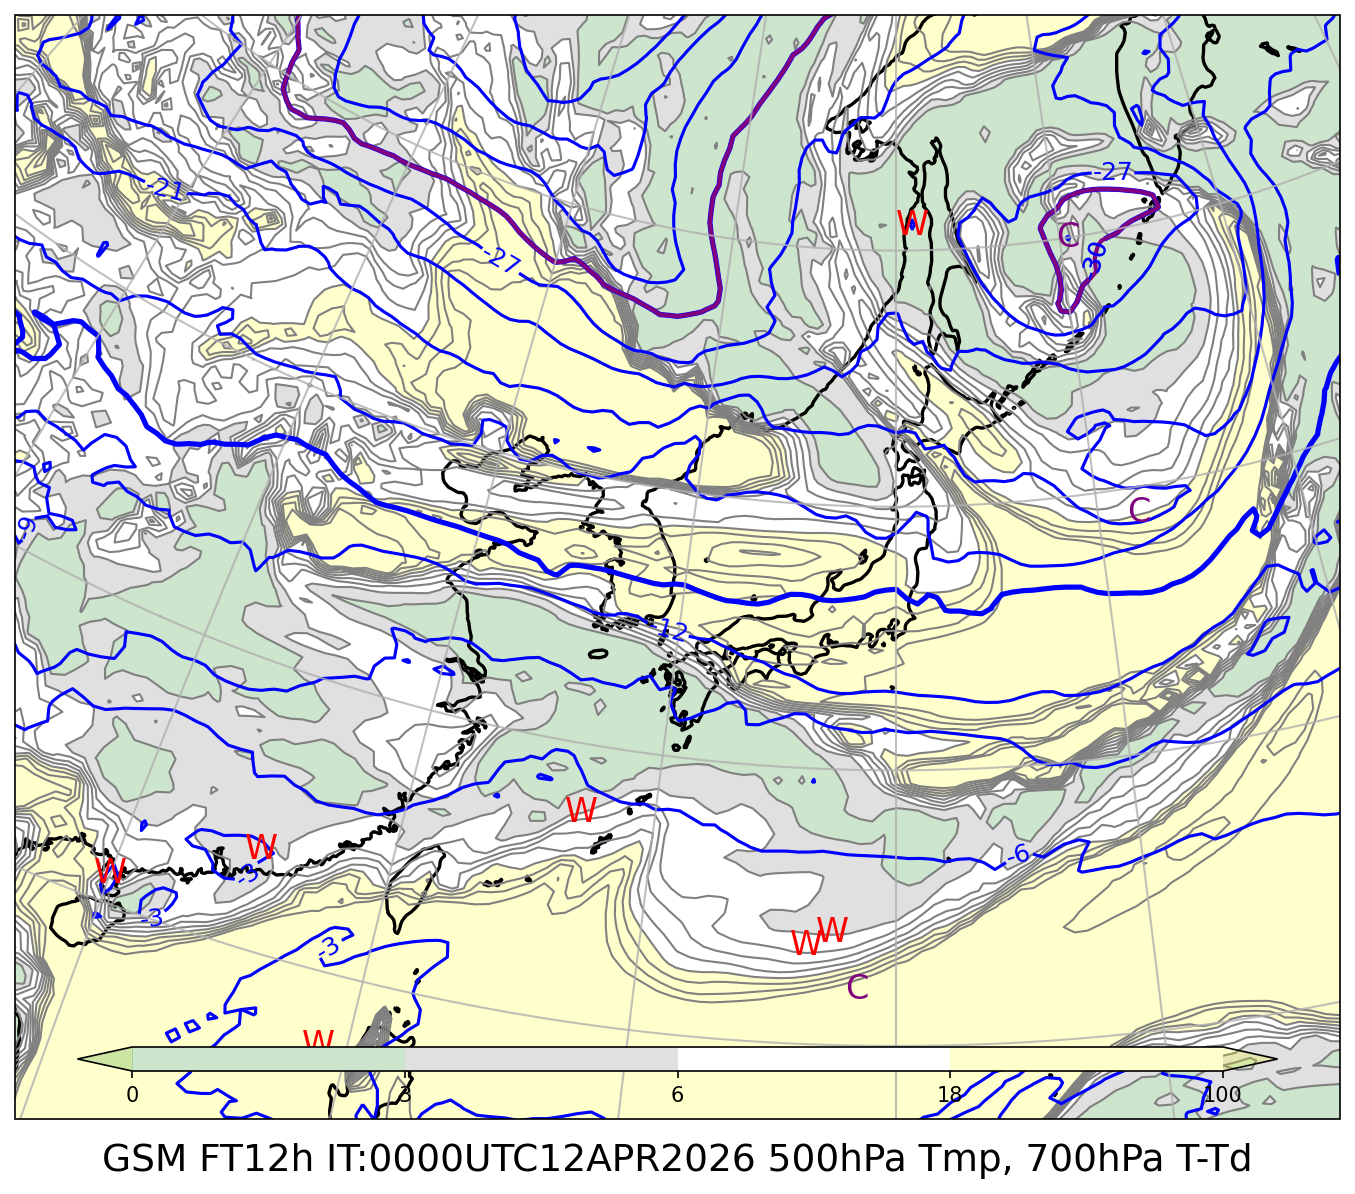 -27
-21
W
C
-27
30
C
-9
-12
W
W
-3
W
-6
-3
W
W
-3
C
W
0 3 6 18 100
GSM FT12h IT:0000UTC12APR2026 500hPa Tmp, 700hPa T-Td